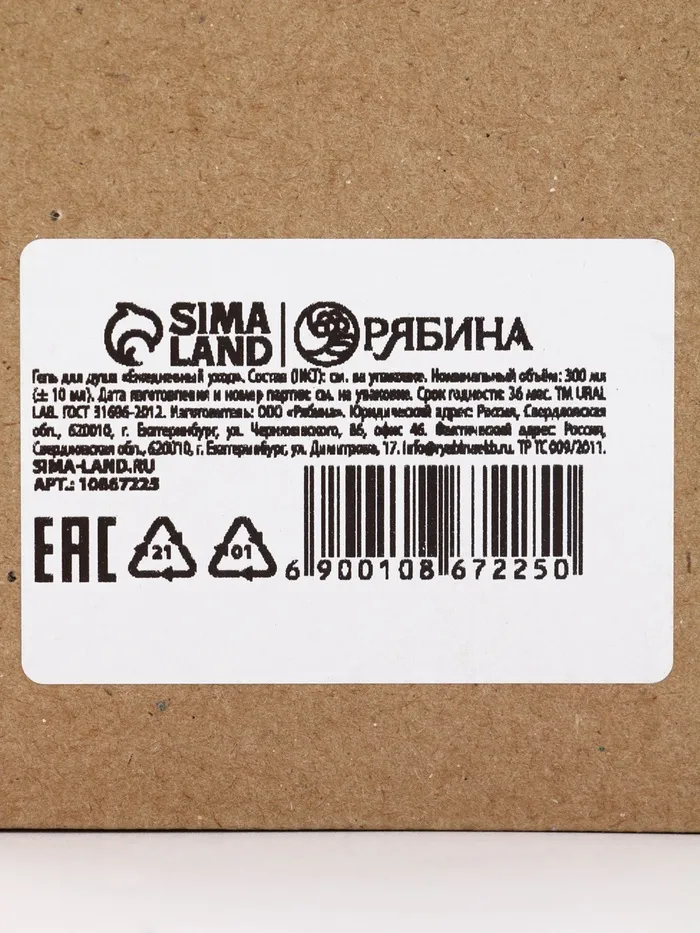 SIMA LAND
РЯБИНА
Гель для душа «Ежедневный уход». Состав (INCI): см. на упаковке. Номинальный объём: 300 мл
(± 10 мл). Дата изготовления и номер партии: см. на упаковке. Срок годности: 36 мес. TM URAL
LAB. ГОСТ 31696-2012. Изготовитель: ООО «Рябина». Юридический адрес: Россия, Свердловская
обл., 620010, г. Екатеринбург, ул. Черняховского, 86, офис 46. Фактический адрес: Россия,
Свердловская обл., 620010, г. Екатеринбург, ул. Димитрова, 17. info@ryabinaekb.ru. ТР ТС 009/2011.
SIMA-LAND.RU
АРТ.: 10867225
EAC
21
01
6 900108 672250